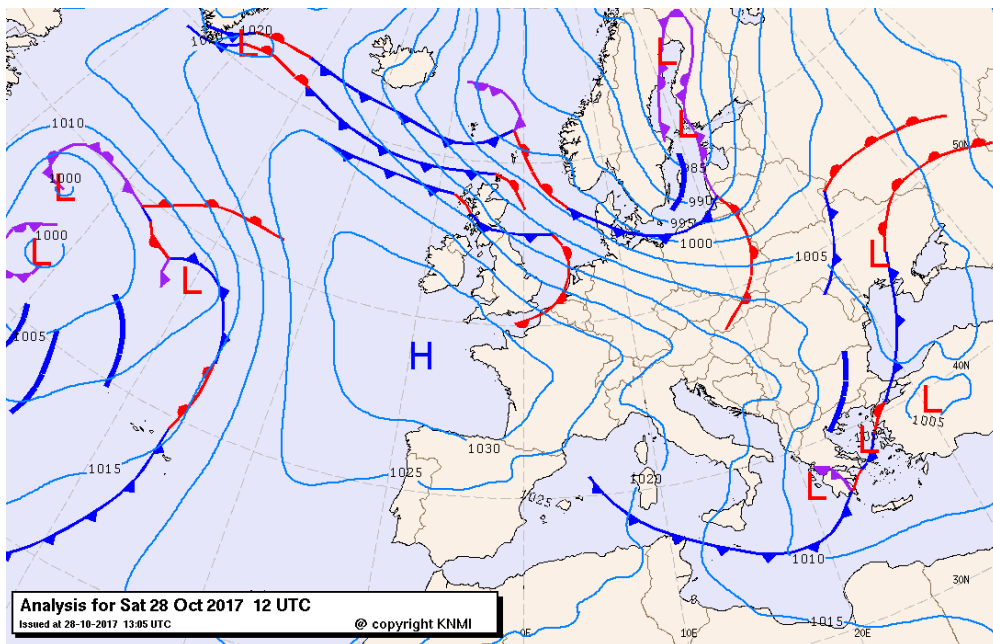 L
1020
1020
L
L
1010
985
50N
1000
L
990
995
1000
L
1000
L
L
1005
L
1005
H
40N
L
1005
1030
L
1015
1025
1020
L
1025
1010
30N
Analysis for Sat 28 Oct 2017 12 UTC
Issued at 28-10-2017 13:05 UTC @ copyright KNMI
1015
0E
10E
20E